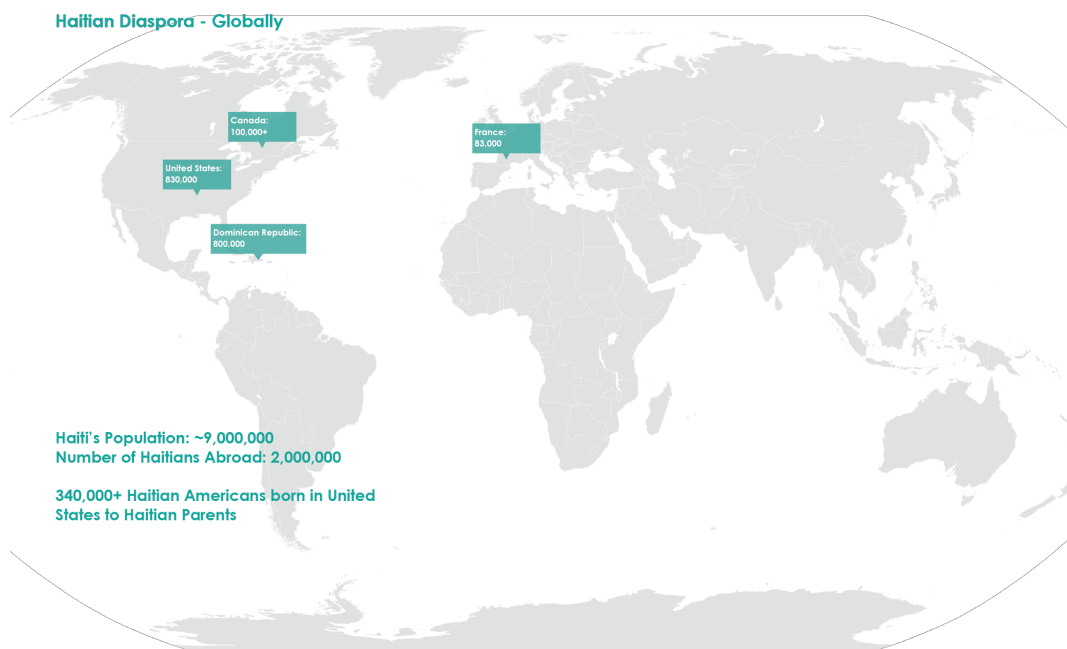 Haitian Diaspora - Globally
Canada:
100,000+
France:
83,000
United States:
830,000
Dominican Republic:
800,000
Haiti's Population: ~9,000,000
Number of Haitians Abroad: 2,000,000
340,000+ Haitian Americans born in United
States to Haitian Parents